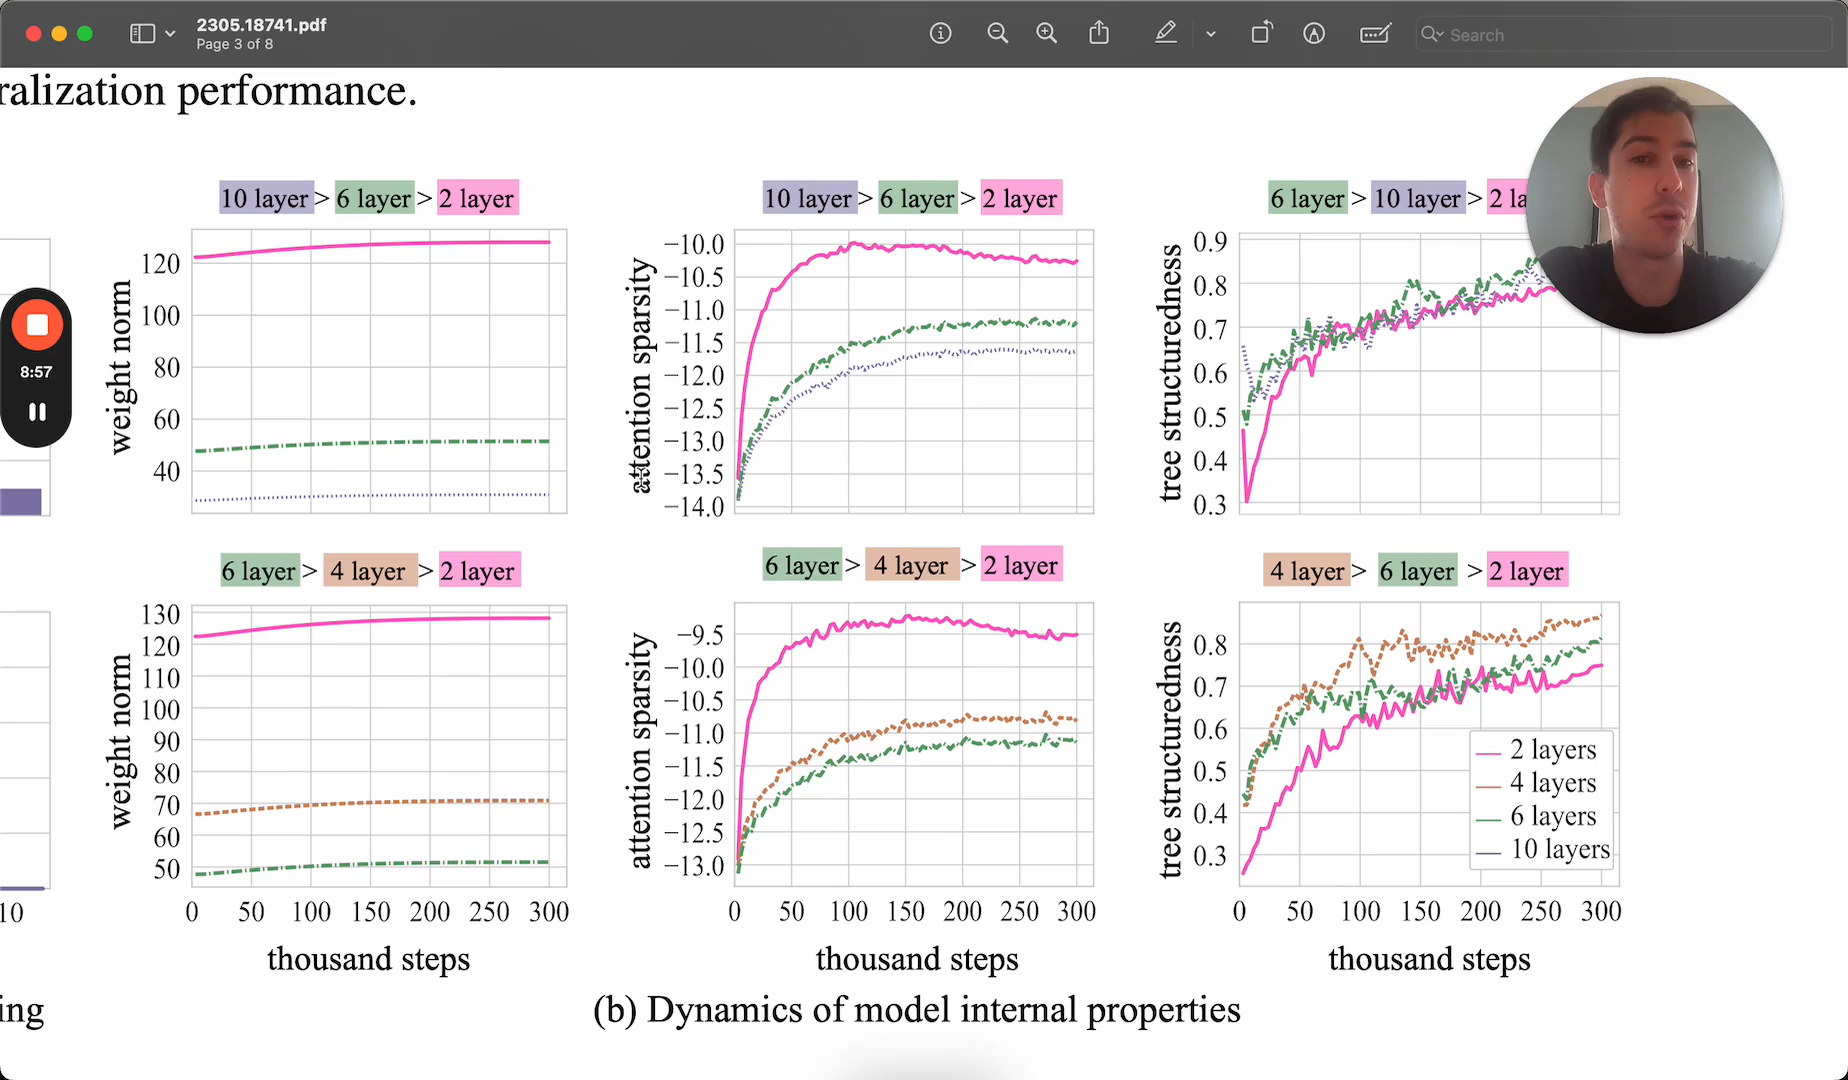 2305.18741.pdf
Page 3 of 8
Search
ralization performance.
8:57
10 layer > 6 layer > 2 layer
weight norm
120
100
80
60
40
10 layer > 6 layer > 2 layer
attention sparsity
−10.0
−10.5
−11.0
−11.5
−12.0
−12.5
−13.0
−13.5
−14.0
6 layer > 10 layer > 2 la
tree structuredness
0.9
0.8
0.7
0.6
0.5
0.4
0.3
6 layer > 4 layer > 2 layer
weight norm
130
120
110
100
90
80
70
60
50
0 50 100 150 200 250 300
thousand steps
6 layer > 4 layer > 2 layer
attention sparsity
−9.5
−10.0
−10.5
−11.0
−11.5
−12.0
−12.5
−13.0
0 50 100 150 200 250 300
thousand steps
4 layer > 6 layer > 2 layer
tree structuredness
0.8
0.7
0.6
0.5
0.4
0.3
2 layers
4 layers
6 layers
10 layers
0 50 100 150 200 250 300
thousand steps
10
ing
(b) Dynamics of model internal properties